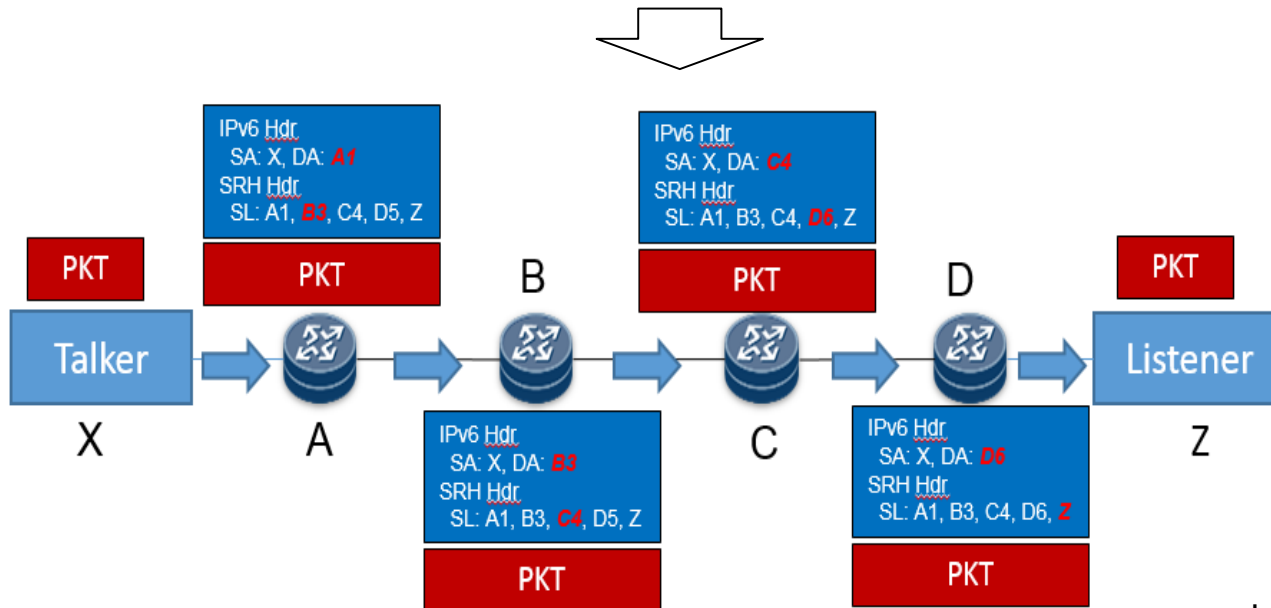 IPv6 Hdr
SA: X, DA: A1
SRH Hdr
SL: A1, B3, C4, D5, Z
PKT
IPv6 Hdr
SA: X, DA: C4
SRH Hdr
SL: A1, B3, C4, D6, Z
PKT
PKT
PKT
B
D
Talker
Listener
X
A
C
Z
IPv6 Hdr
SA: X, DA: B3
SRH Hdr
SL: A1, B3, C4, D5, Z
PKT
IPv6 Hdr
SA: X, DA: D6
SRH Hdr
SL: A1, B3, C4, D6, Z
PKT